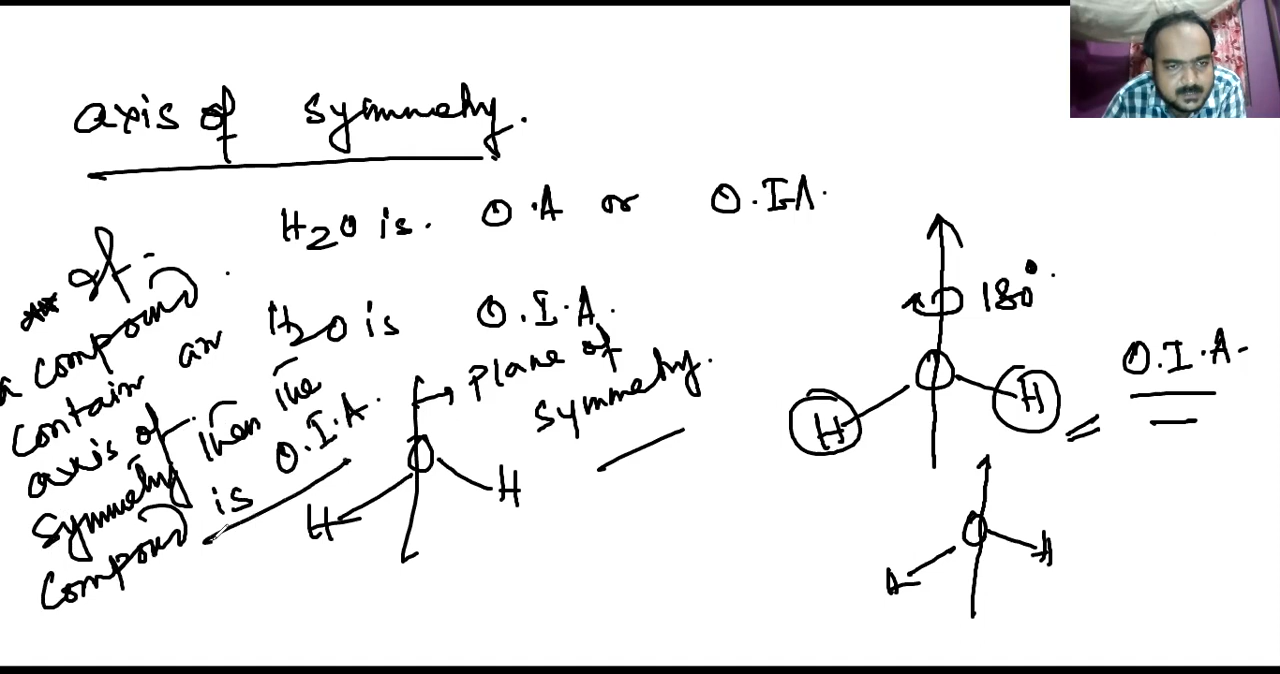 axis of symmetry.
H2O is. O.A or O.I.A.
If
a compound
contain an
axis of
symmetry then the
compound is O.I.A.
H2O is O.I.A.
plane of
symmetry.
O
H H
180°
O
H H
O.I.A.
O
H H